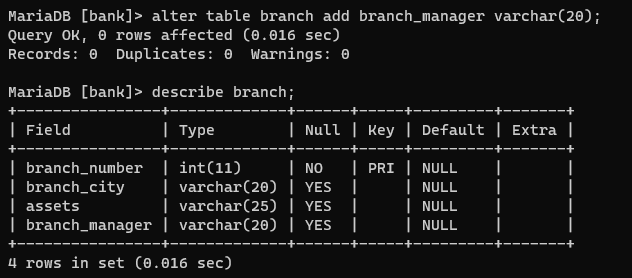 MariaDB [bank]> alter table branch add branch_manager varchar(20);
Query OK, 0 rows affected (0.016 sec)
Records: 0  Duplicates: 0  Warnings: 0

MariaDB [bank]> describe branch;
+----------------+-------------+------+-----+---------+-------+
| Field          | Type        | Null | Key | Default | Extra |
+----------------+-------------+------+-----+---------+-------+
| branch_number  | int(11)     | NO   | PRI | NULL    |       |
| branch_city    | varchar(20) | YES  |     | NULL    |       |
| assets         | varchar(25) | YES  |     | NULL    |       |
| branch_manager | varchar(20) | YES  |     | NULL    |       |
+----------------+-------------+------+-----+---------+-------+
4 rows in set (0.016 sec)